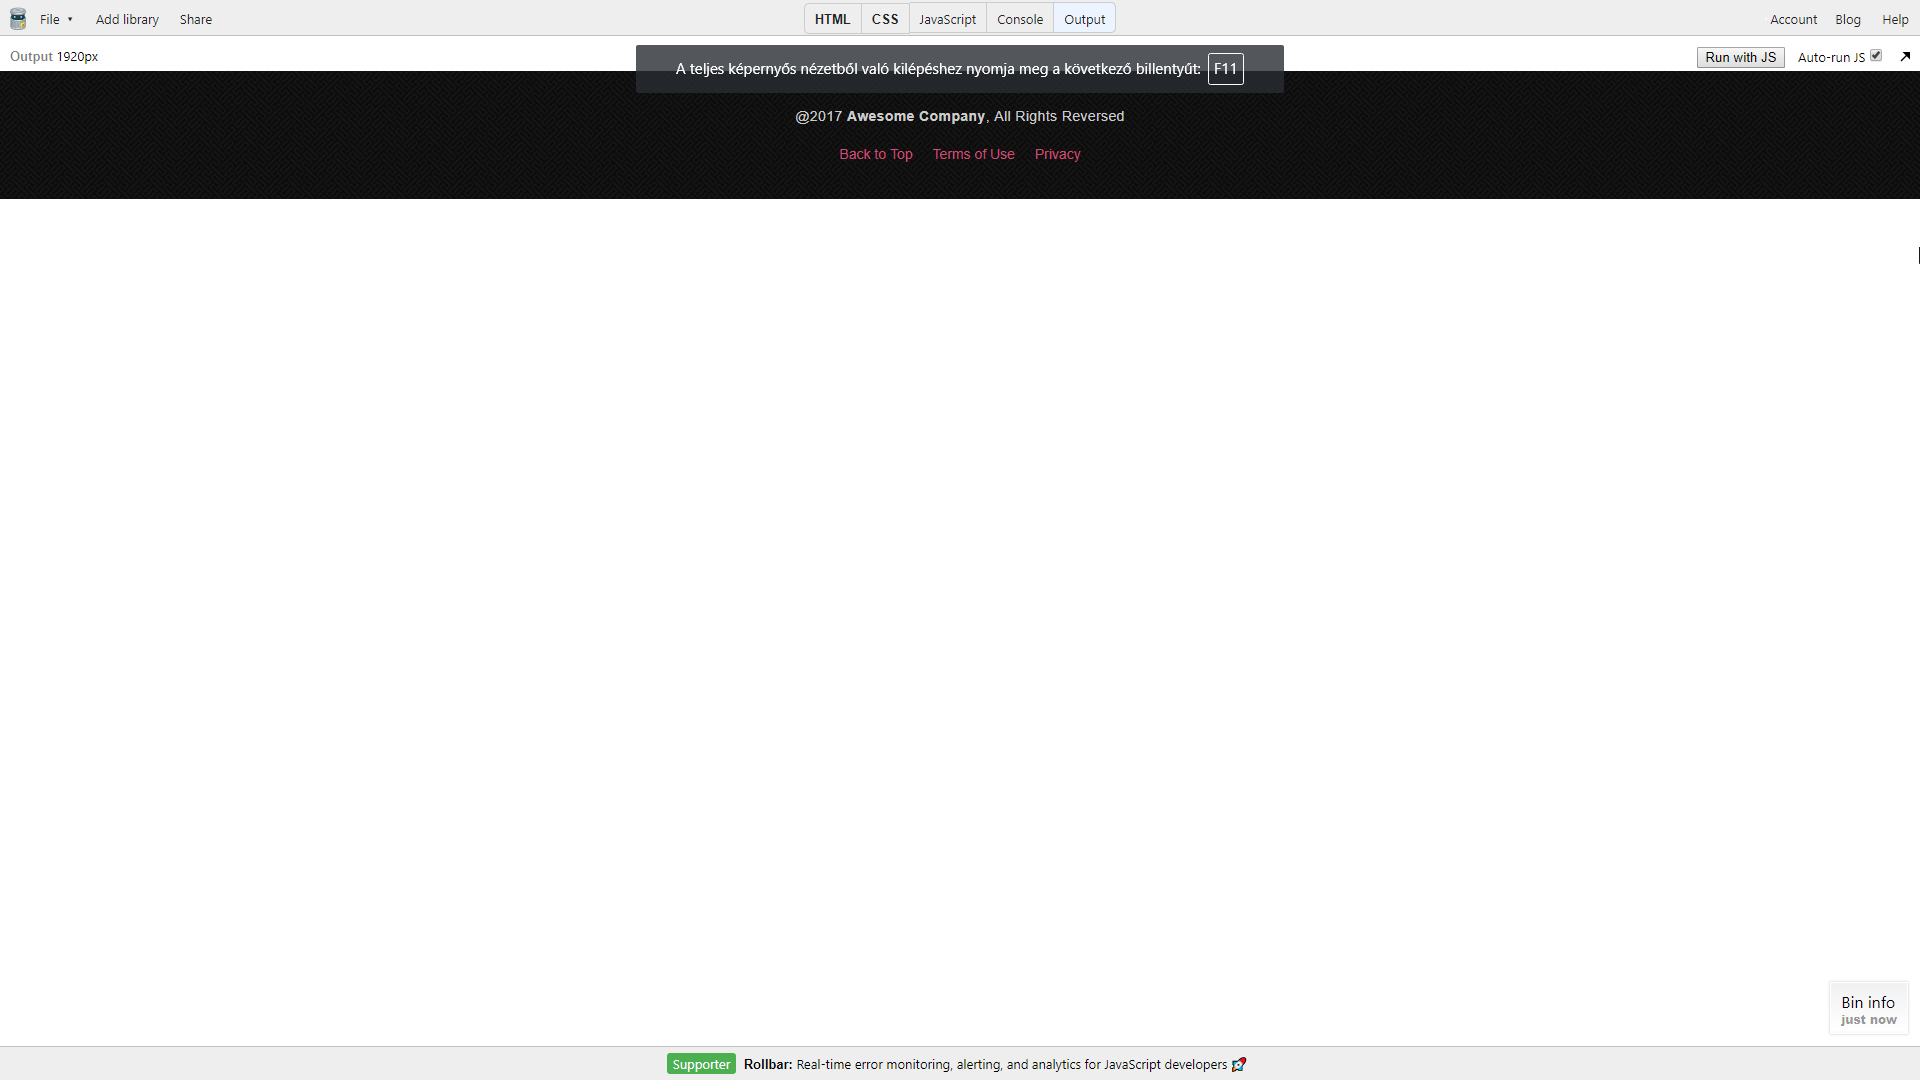 File ▾ Add library Share HTML CSS JavaScript Console Output Account Blog Help
Output 1920px Run with JS Auto-run JS
A teljes képernyős nézetből való kilépéshez nyomja meg a következő billentyűt: F11
@2017 Awesome Company, All Rights Reversed
Back to Top Terms of Use Privacy
Bin info
just now
Supporter Rollbar: Real-time error monitoring, alerting, and analytics for JavaScript developers 🚀